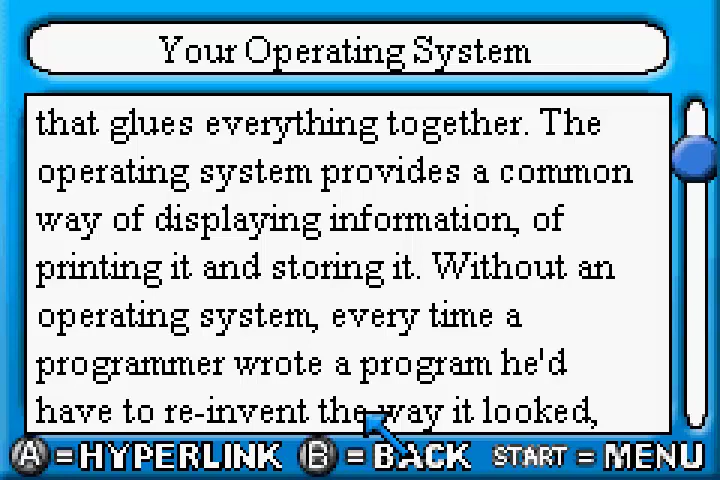 Your Operating System
that glues everything together. The
operating system provides a common
way of displaying information, of
printing it and storing it. Without an
operating system, every time a
programmer wrote a program he'd
have to re-invent the way it looked,
A =HYPERLINK B = BACK START = MENU